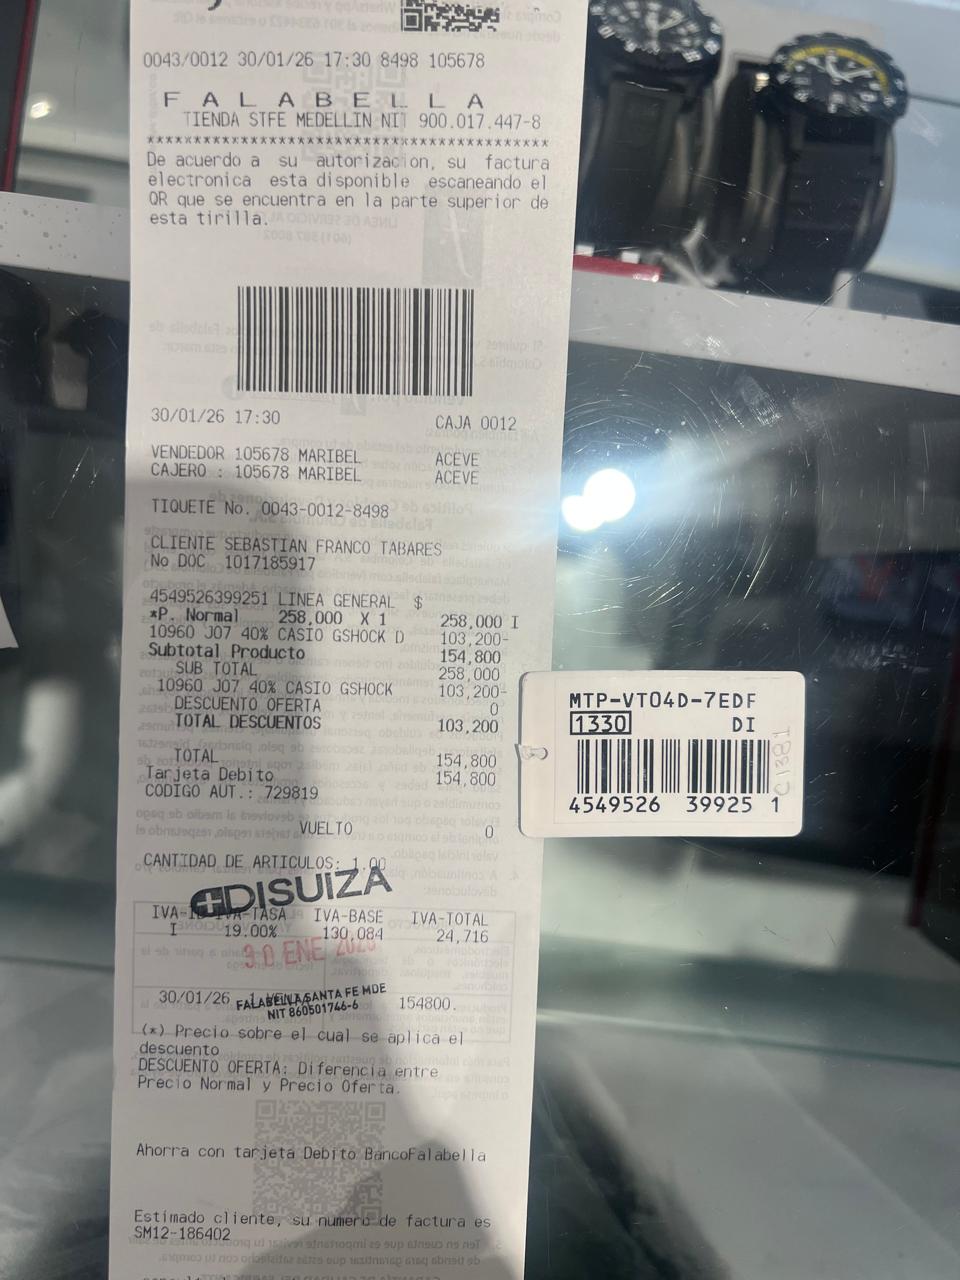 0043/0012 30/01/26 17:30 8498 105678
FALABELLA
TIENDA STFE MEDELLIN NIT 900.017.447-8
******************************************
De acuerdo a su autorizacion, su factura
electronica esta disponible escaneando el
QR que se encuentra en la parte superior de
esta tirilla.
30/01/26 17:30 CAJA 0012
VENDEDOR 105678 MARIBEL ACEVE
CAJERO : 105678 MARIBEL ACEVE
TIQUETE No. 0043-0012-8498
CLIENTE SEBASTIAN FRANCO TABARES
No DOC 1017185917
4549526399251 LINEA GENERAL $
*P. Normal 258,000 X 1 258,000 I
10960 J07 40% CASIO GSHOCK D 103,200-
Subtotal Producto 154,800
SUB TOTAL 258,000
10960 J07 40% CASIO GSHOCK 103,200-
DESCUENTO OFERTA 0
TOTAL DESCUENTOS 103,200
TOTAL 154,800
Tarjeta Debito 154,800
CODIGO AUT.: 729819
VUELTO 0
CANTIDAD DE ARTICULOS: 1.00
DISUIZA
IVA-ID IVA-TASA IVA-BASE IVA-TOTAL
I 19.00% 130,084 24,716
30 ENE 2026
30/01/26 154800.
FALABELLA SANTA FE MDE
NIT 860501746-6
(*) Precio sobre el cual se aplica el
descuento
DESCUENTO OFERTA: Diferencia entre
Precio Normal y Precio Oferta.
Ahorra con tarjeta Debito BancoFalabella
Estimado cliente, su numero de factura es
SM12-186402
MTP-VT04D-7EDF
1330 DI
4549526 39925 1
C1381